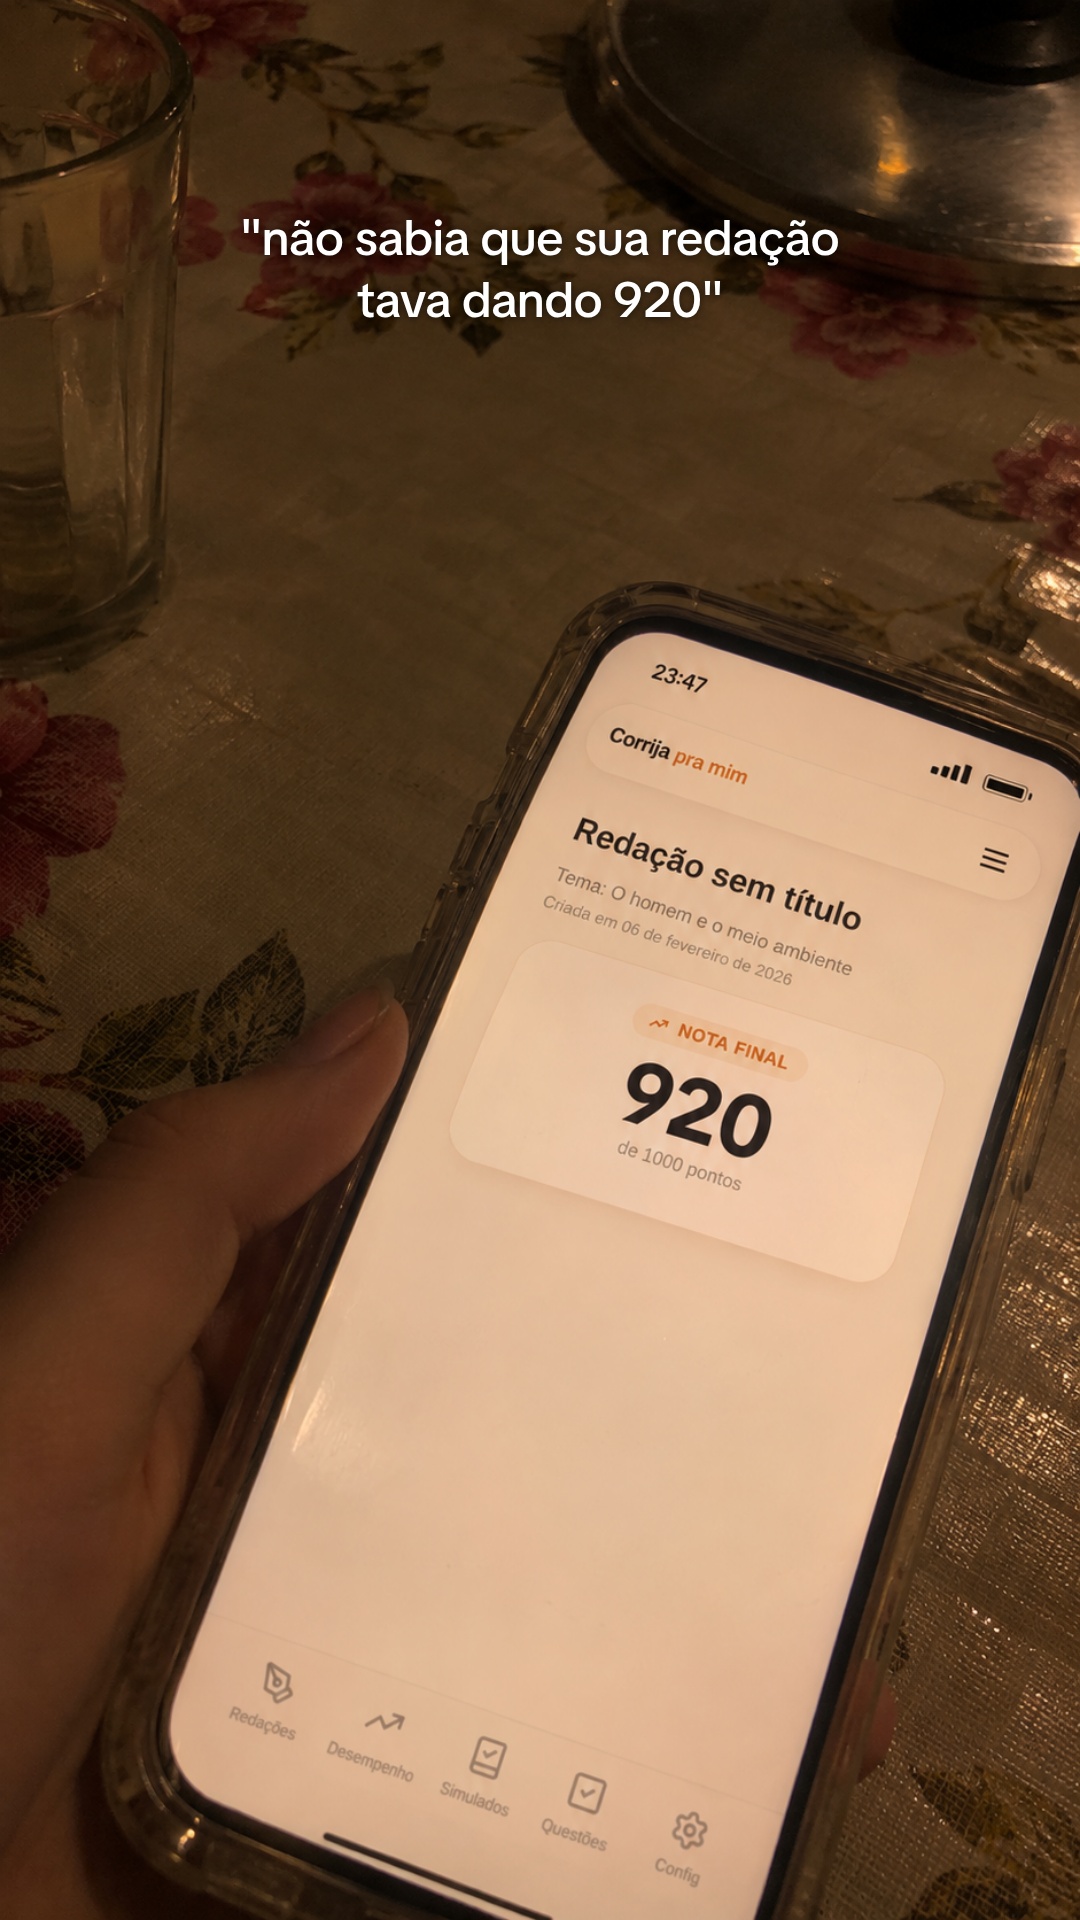 "não sabia que sua redação
tava dando 920"
23:47
Corrija pra mim
Redação sem título
Tema: O homem e o meio ambiente
Criada em 06 de fevereiro de 2026
NOTA FINAL
920
de 1000 pontos
Redações
Desempenho
Simulados
Questões
Config